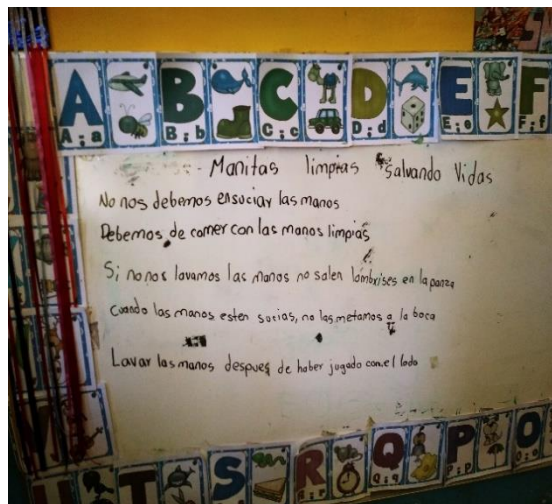 A B C D E F
A;a B;b C;c D;d E;e F;f
Manitas limpias Salvando Vidas
No nos debemos ensuciar las manos
Debemos de comer con las manos limpias
Si no nos lavamos las manos no salen lombrises en la panza
Cuando las manos esten sucias, no las metamos a la boca
Lavar las manos despues de haber jugado con el lodo
T S R Q P O
R;r Q;q P;p O;o